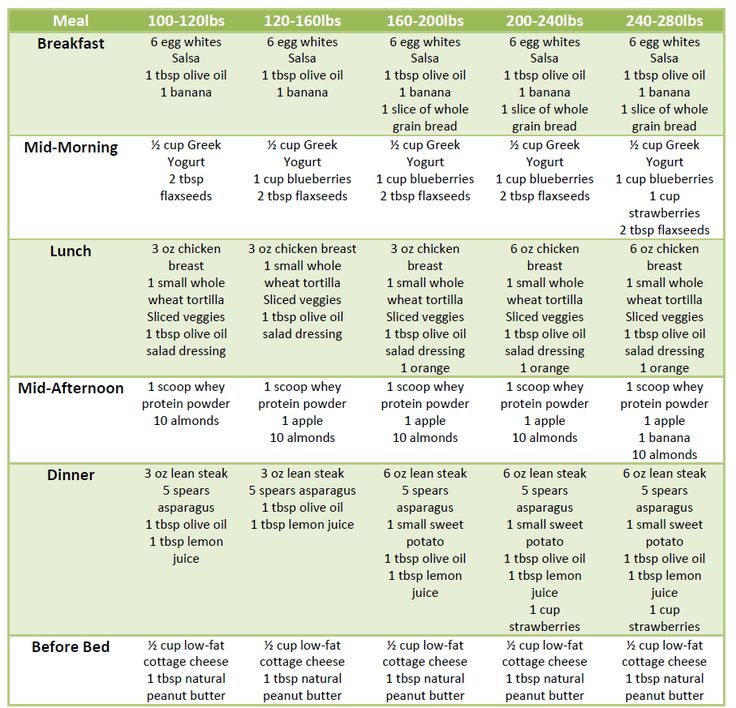 Meal
100-120lbs
120-160lbs
160-200lbs
200-240lbs
240-280lbs
Breakfast
6 egg whites
Salsa
1 tbsp olive oil
1 banana
6 egg whites
Salsa
1 tbsp olive oil
1 banana
6 egg whites
Salsa
1 tbsp olive oil
1 banana
1 slice of whole
grain bread
6 egg whites
Salsa
1 tbsp olive oil
1 banana
1 slice of whole
grain bread
6 egg whites
Salsa
1 tbsp olive oil
1 banana
1 slice of whole
grain bread
Mid-Morning
½ cup Greek
Yogurt
2 tbsp
flaxseeds
½ cup Greek
Yogurt
1 cup blueberries
2 tbsp flaxseeds
½ cup Greek
Yogurt
1 cup blueberries
2 tbsp flaxseeds
½ cup Greek
Yogurt
1 cup blueberries
2 tbsp flaxseeds
½ cup Greek
Yogurt
1 cup blueberries
1 cup
strawberries
2 tbsp flaxseeds
Lunch
3 oz chicken
breast
1 small whole
wheat tortilla
Sliced veggies
1 tbsp olive oil
salad dressing
3 oz chicken breast
1 small whole
wheat tortilla
Sliced veggies
1 tbsp olive oil
salad dressing
3 oz chicken
breast
1 small whole
wheat tortilla
Sliced veggies
1 tbsp olive oil
salad dressing
1 orange
6 oz chicken
breast
1 small whole
wheat tortilla
Sliced veggies
1 tbsp olive oil
salad dressing
1 orange
6 oz chicken
breast
1 small whole
wheat tortilla
Sliced veggies
1 tbsp olive oil
salad dressing
1 orange
Mid-Afternoon
1 scoop whey
protein powder
10 almonds
1 scoop whey
protein powder
1 apple
10 almonds
1 scoop whey
protein powder
1 apple
10 almonds
1 scoop whey
protein powder
1 apple
10 almonds
1 scoop whey
protein powder
1 apple
1 banana
10 almonds
Dinner
3 oz lean steak
5 spears
asparagus
1 tbsp olive oil
1 tbsp lemon
juice
3 oz lean steak
5 spears asparagus
1 tbsp olive oil
1 tbsp lemon juice
6 oz lean steak
5 spears
asparagus
1 small sweet
potato
1 tbsp olive oil
1 tbsp lemon
juice
6 oz lean steak
5 spears
asparagus
1 small sweet
potato
1 tbsp olive oil
1 tbsp lemon
juice
1 cup
strawberries
6 oz lean steak
5 spears
asparagus
1 small sweet
potato
1 tbsp olive oil
1 tbsp lemon
juice
1 cup
strawberries
Before Bed
½ cup low-fat
cottage cheese
1 tbsp natural
peanut butter
½ cup low-fat
cottage cheese
1 tbsp natural
peanut butter
½ cup low-fat
cottage cheese
1 tbsp natural
peanut butter
½ cup low-fat
cottage cheese
1 tbsp natural
peanut butter
½ cup low-fat
cottage cheese
1 tbsp natural
peanut butter